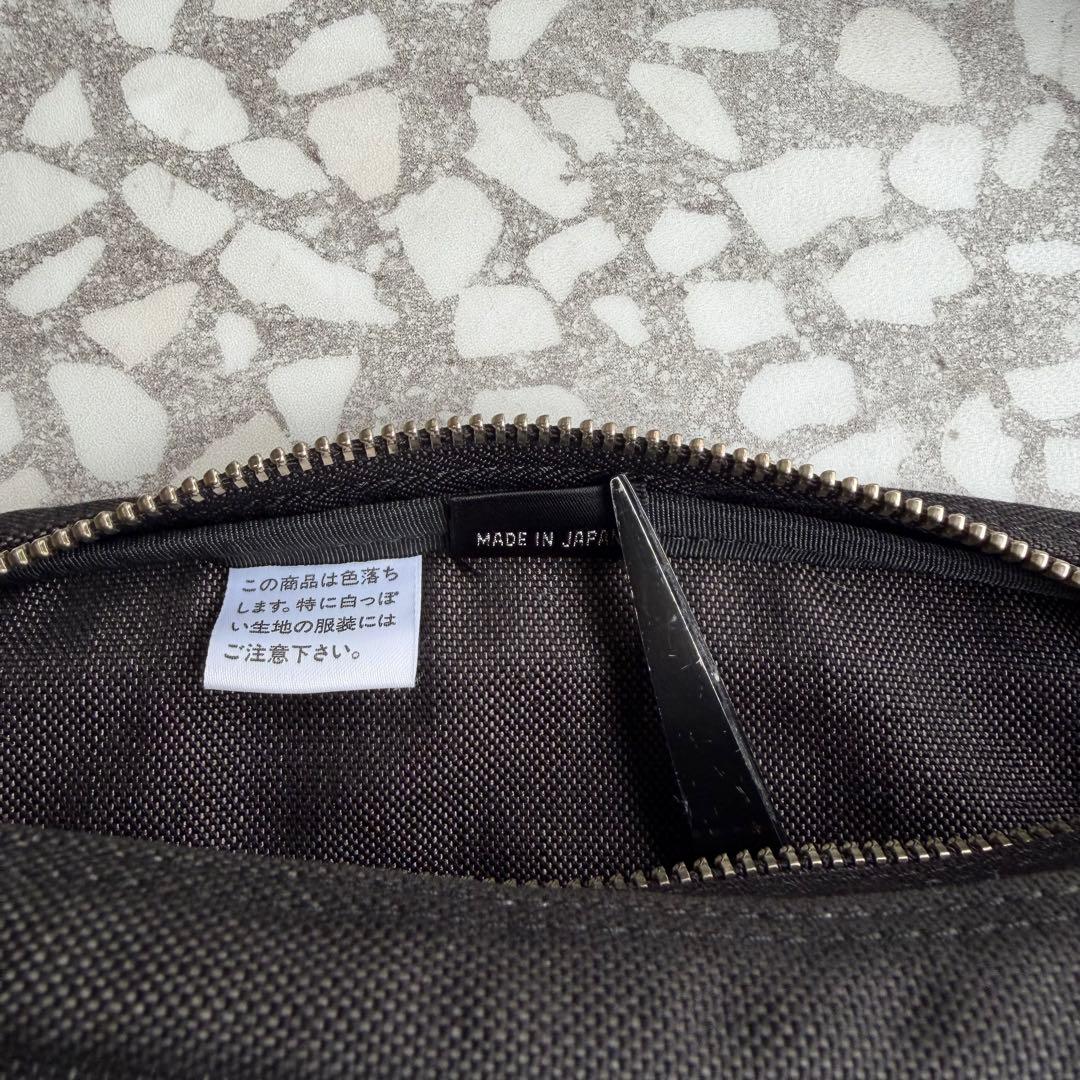 MADE IN JAPAN
この商品は色落ち
します。特に白っぽ
い生地の服装には
ご注意下さい。